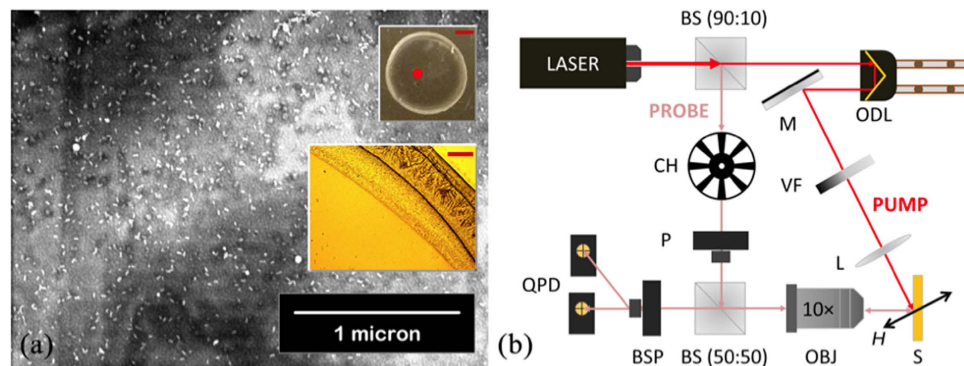 (a)
1 micron
BS (90:10)
LASER
PROBE
M
ODL
CH
VF
PUMP
P
L
QPD
10×
H
BSP
BS (50:50)
OBJ
S
(b)